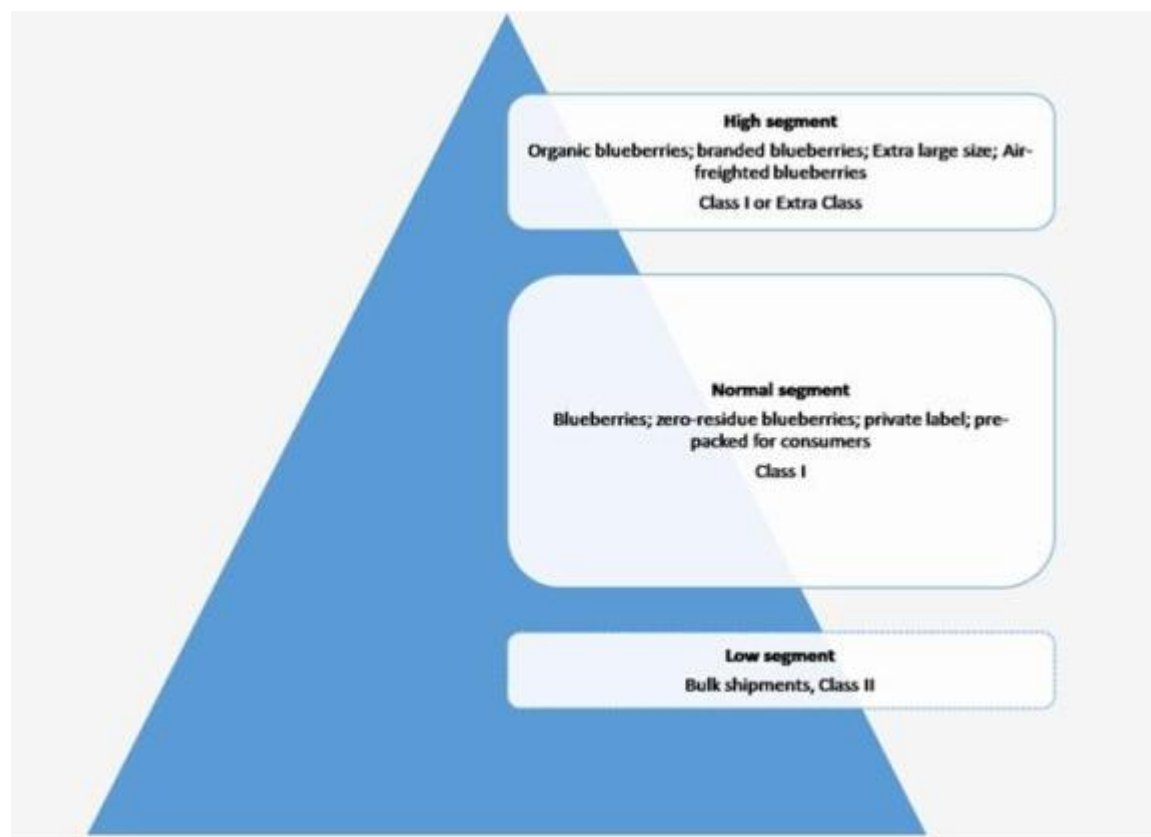 High segment
Organic blueberries; branded blueberries; Extra large size; Air-
freighted blueberries
Class I or Extra Class
Normal segment
Blueberries; zero-residue blueberries; private label; pre-
packed for consumers
Class I
Low segment
Bulk shipments, Class II